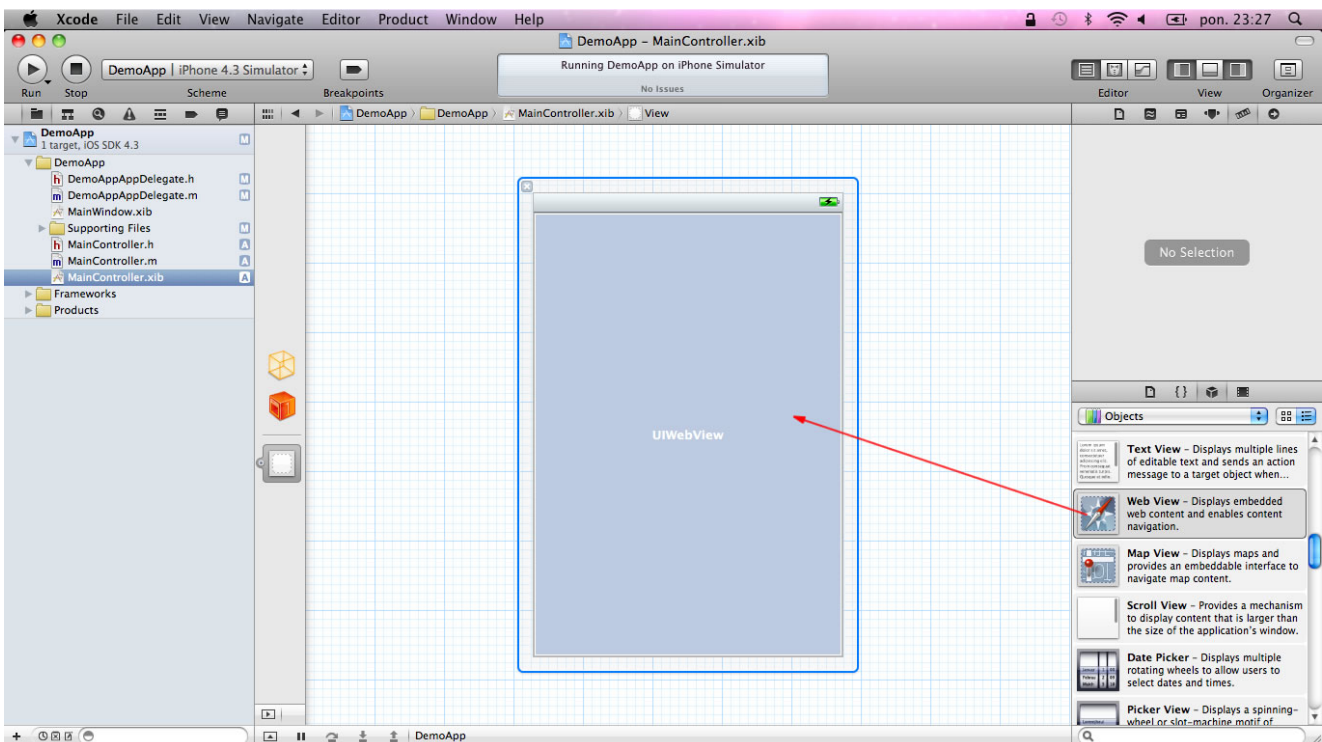 Xcode File Edit View Navigate Editor Product Window Help pon. 23:27
DemoApp – MainController.xib
DemoApp | iPhone 4.3 Simulator
Running DemoApp on iPhone Simulator
No Issues
Run Stop Scheme Breakpoints Editor View Organizer
DemoApp DemoApp MainController.xib View
DemoApp M
1 target, iOS SDK 4.3
DemoApp
h DemoAppAppDelegate.h M
m DemoAppAppDelegate.m M
MainWindow.xib
Supporting Files M
h MainController.h A
m MainController.m A
MainController.xib A
Frameworks
Products
UIWebView
No Selection
{}
Objects
Text View – Displays multiple lines
of editable text and sends an action
message to a target object when...
Web View – Displays embedded
web content and enables content
navigation.
Map View – Displays maps and
provides an embeddable interface to
navigate map content.
Scroll View – Provides a mechanism
to display content that is larger than
the size of the application's window.
Date Picker – Displays multiple
rotating wheels to allow users to
select dates and times.
Picker View – Displays a spinning-
wheel or slot-machine motif of
DemoApp